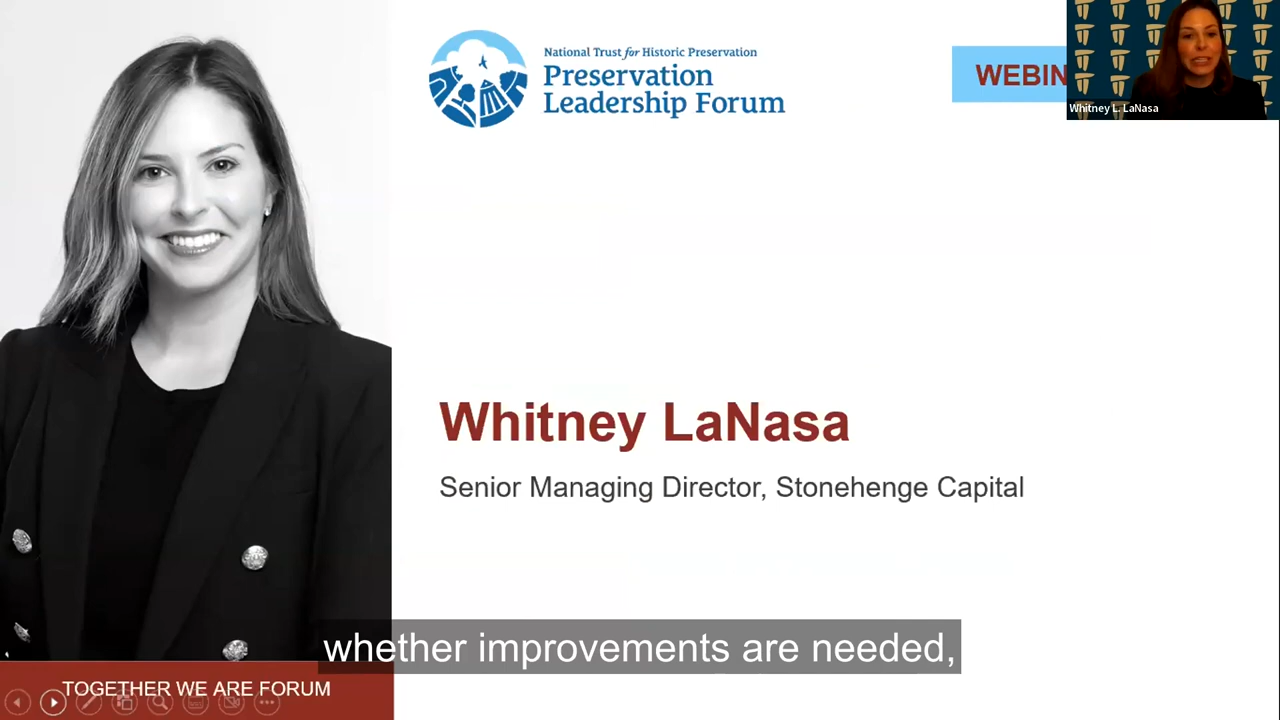 National Trust for Historic Preservation
Preservation
Leadership Forum
WEBIN
Whitney L. LaNasa
Whitney LaNasa
Senior Managing Director, Stonehenge Capital
whether improvements are needed,
TOGETHER WE ARE FORUM